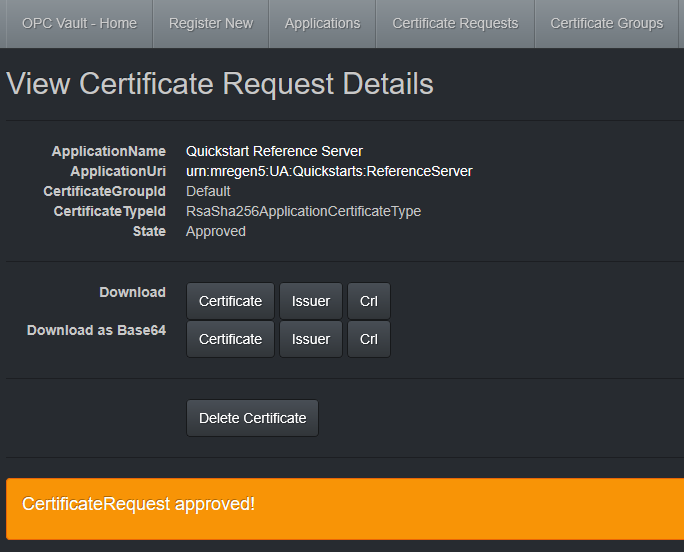 OPC Vault - Home Register New Applications Certificate Requests Certificate Groups
View Certificate Request Details
ApplicationName Quickstart Reference Server
ApplicationUri urn:mregen5:UA:Quickstarts:ReferenceServer
CertificateGroupId Default
CertificateTypeId RsaSha256ApplicationCertificateType
State Approved
Download Certificate Issuer Crl
Download as Base64 Certificate Issuer Crl
Delete Certificate
CertificateRequest approved!